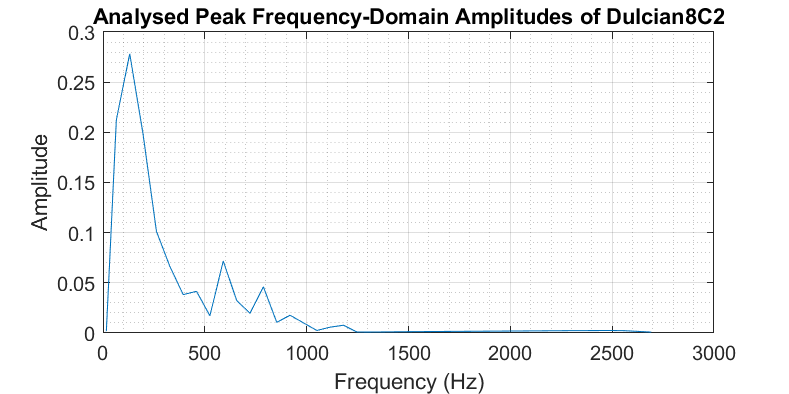 Analysed Peak Frequency-Domain Amplitudes of Dulcian8C2
0.3
0.25
0.2
0.15
0.1
0.05
0
Amplitude
0 500 1000 1500 2000 2500 3000
Frequency (Hz)